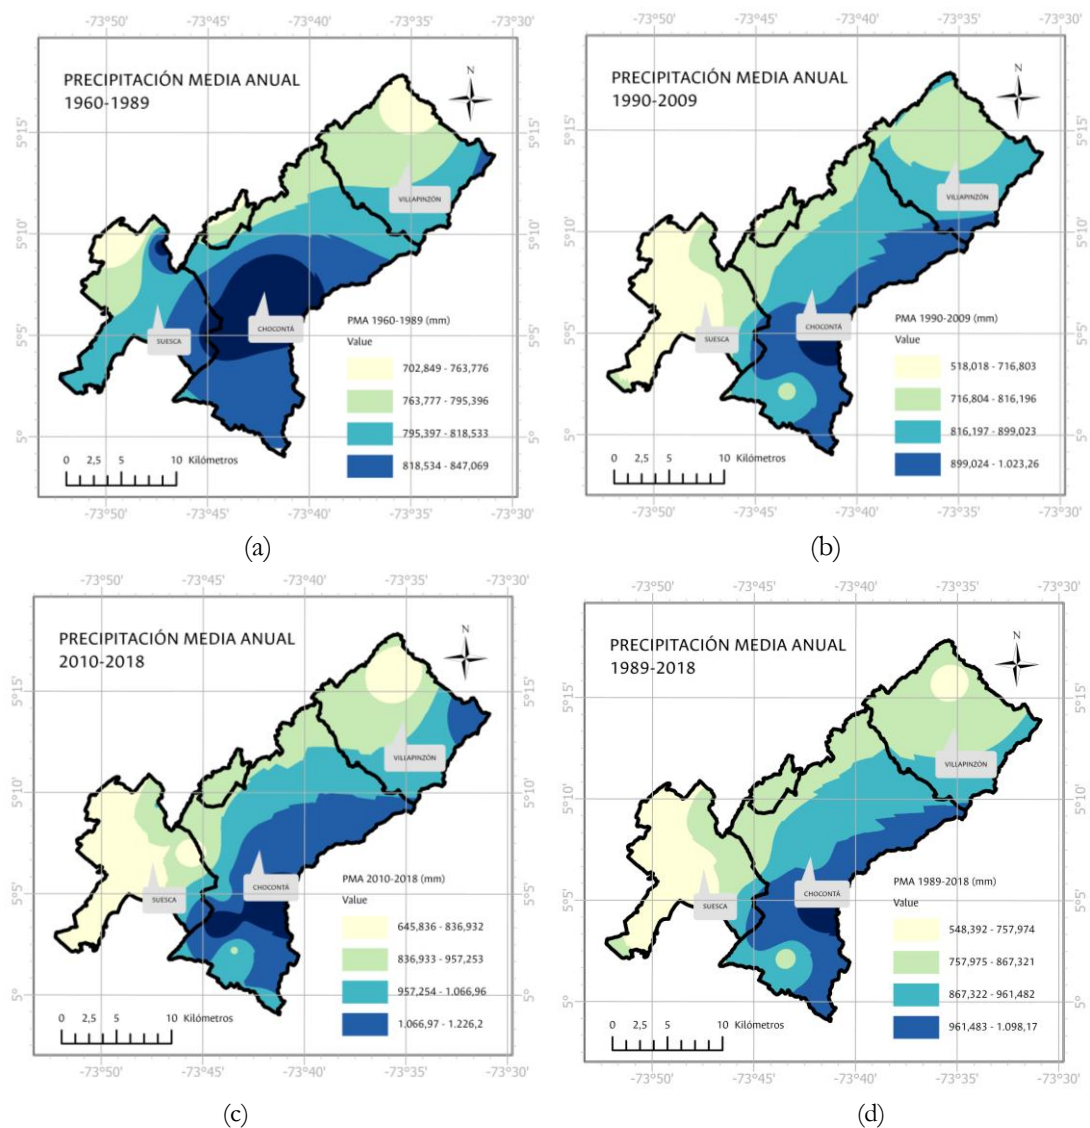 -73°50' -73°45' -73°40' -73°35' -73°30'
PRECIPITACIÓN MEDIA ANUAL
1960-1989
N
5°15' 5°15'
VILLAPINZÓN
5°10' 5°10'
5°5' 5°5'
SUESCA
CHOCONTÁ
PMA 1960-1989 (mm)
Value
702,849 - 763,776
763,777 - 795,396
795,397 - 818,533
818,534 - 847,069
5° 5°
0 2,5 5 10 Kilómetros
-73°50' -73°45' -73°40' -73°35' -73°30'
(a)
-73°50' -73°45' -73°40' -73°35' -73°30'
PRECIPITACIÓN MEDIA ANUAL
1990-2009
N
5°15' 5°15'
VILLAPINZÓN
5°10' 5°10'
5°5' 5°5'
SUESCA
CHOCONTÁ
PMA 1990-2009 (mm)
Value
518,018 - 716,803
716,804 - 816,196
816,197 - 899,023
899,024 - 1.023,26
5° 5°
0 2,5 5 10 Kilómetros
-73°50' -73°45' -73°40' -73°35' -73°30'
(b)
-73°50' -73°45' -73°40' -73°35' -73°30'
PRECIPITACIÓN MEDIA ANUAL
2010-2018
N
5°15' 5°15'
VILLAPINZÓN
5°10' 5°10'
5°5' 5°5'
SUESCA
CHOCONTÁ
PMA 2010-2018 (mm)
Value
645,836 - 836,932
836,933 - 957,253
957,254 - 1.066,96
1.066,97 - 1.226,2
5° 5°
0 2,5 5 10 Kilómetros
-73°50' -73°45' -73°40' -73°35' -73°30'
(c)
-73°50' -73°45' -73°40' -73°35' -73°30'
PRECIPITACIÓN MEDIA ANUAL
1989-2018
N
5°15' 5°15'
VILLAPINZÓN
5°10' 5°10'
5°5' 5°5'
SUESCA
CHOCONTÁ
PMA 1989-2018 (mm)
Value
548,392 - 757,974
757,975 - 867,321
867,322 - 961,482
961,483 - 1.098,17
5° 5°
0 2,5 5 10 Kilómetros
-73°50' -73°45' -73°40' -73°35' -73°30'
(d)